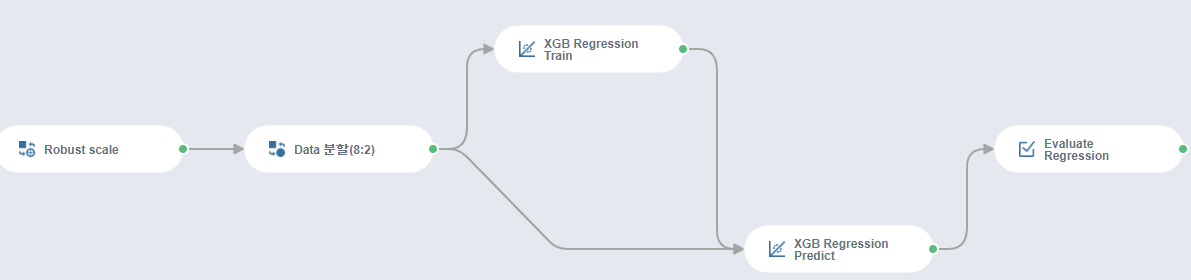 XGB Regression
Train
Robust scale
Data 분할(8:2)
Evaluate
Regression
XGB Regression
Predict